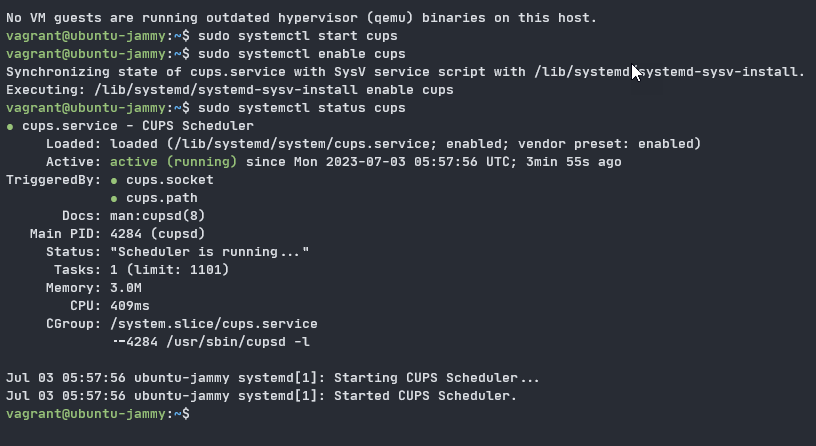 No VM guests are running outdated hypervisor (qemu) binaries on this host.
vagrant@ubuntu-jammy:~$ sudo systemctl start cups
vagrant@ubuntu-jammy:~$ sudo systemctl enable cups
Synchronizing state of cups.service with SysV service script with /lib/systemd/systemd-sysv-install.
Executing: /lib/systemd/systemd-sysv-install enable cups
vagrant@ubuntu-jammy:~$ sudo systemctl status cups
● cups.service - CUPS Scheduler
     Loaded: loaded (/lib/systemd/system/cups.service; enabled; vendor preset: enabled)
     Active: active (running) since Mon 2023-07-03 05:57:56 UTC; 3min 55s ago
TriggeredBy: ● cups.socket
             ● cups.path
       Docs: man:cupsd(8)
   Main PID: 4284 (cupsd)
     Status: "Scheduler is running..."
      Tasks: 1 (limit: 1101)
     Memory: 3.0M
        CPU: 409ms
     CGroup: /system.slice/cups.service
             --4284 /usr/sbin/cupsd -l

Jul 03 05:57:56 ubuntu-jammy systemd[1]: Starting CUPS Scheduler...
Jul 03 05:57:56 ubuntu-jammy systemd[1]: Started CUPS Scheduler.
vagrant@ubuntu-jammy:~$